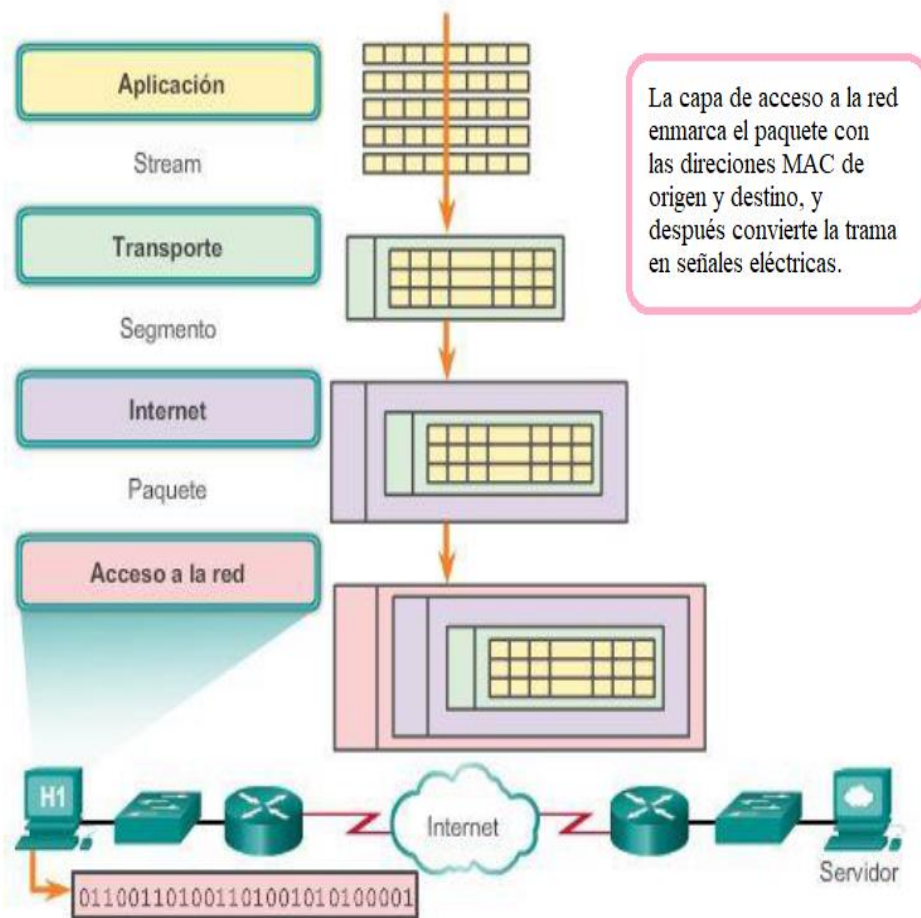 Aplicación
Stream
Transporte
Segmento
Internet
Paquete
Acceso a la red
La capa de acceso a la red
enmarca el paquete con
las direciones MAC de
origen y destino, y
después convierte la trama
en señales eléctricas.
H1
Internet
Servidor
0110011010011010010101010001